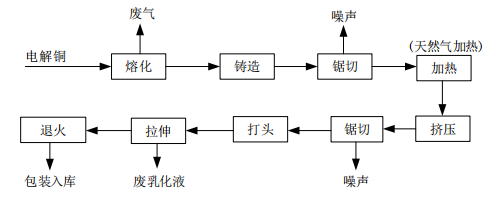 废气
噪声
(天然气加热)
电解铜
熔化
铸造
锯切
加热
退火
拉伸
打头
锯切
挤压
包装入库
废乳化液
噪声